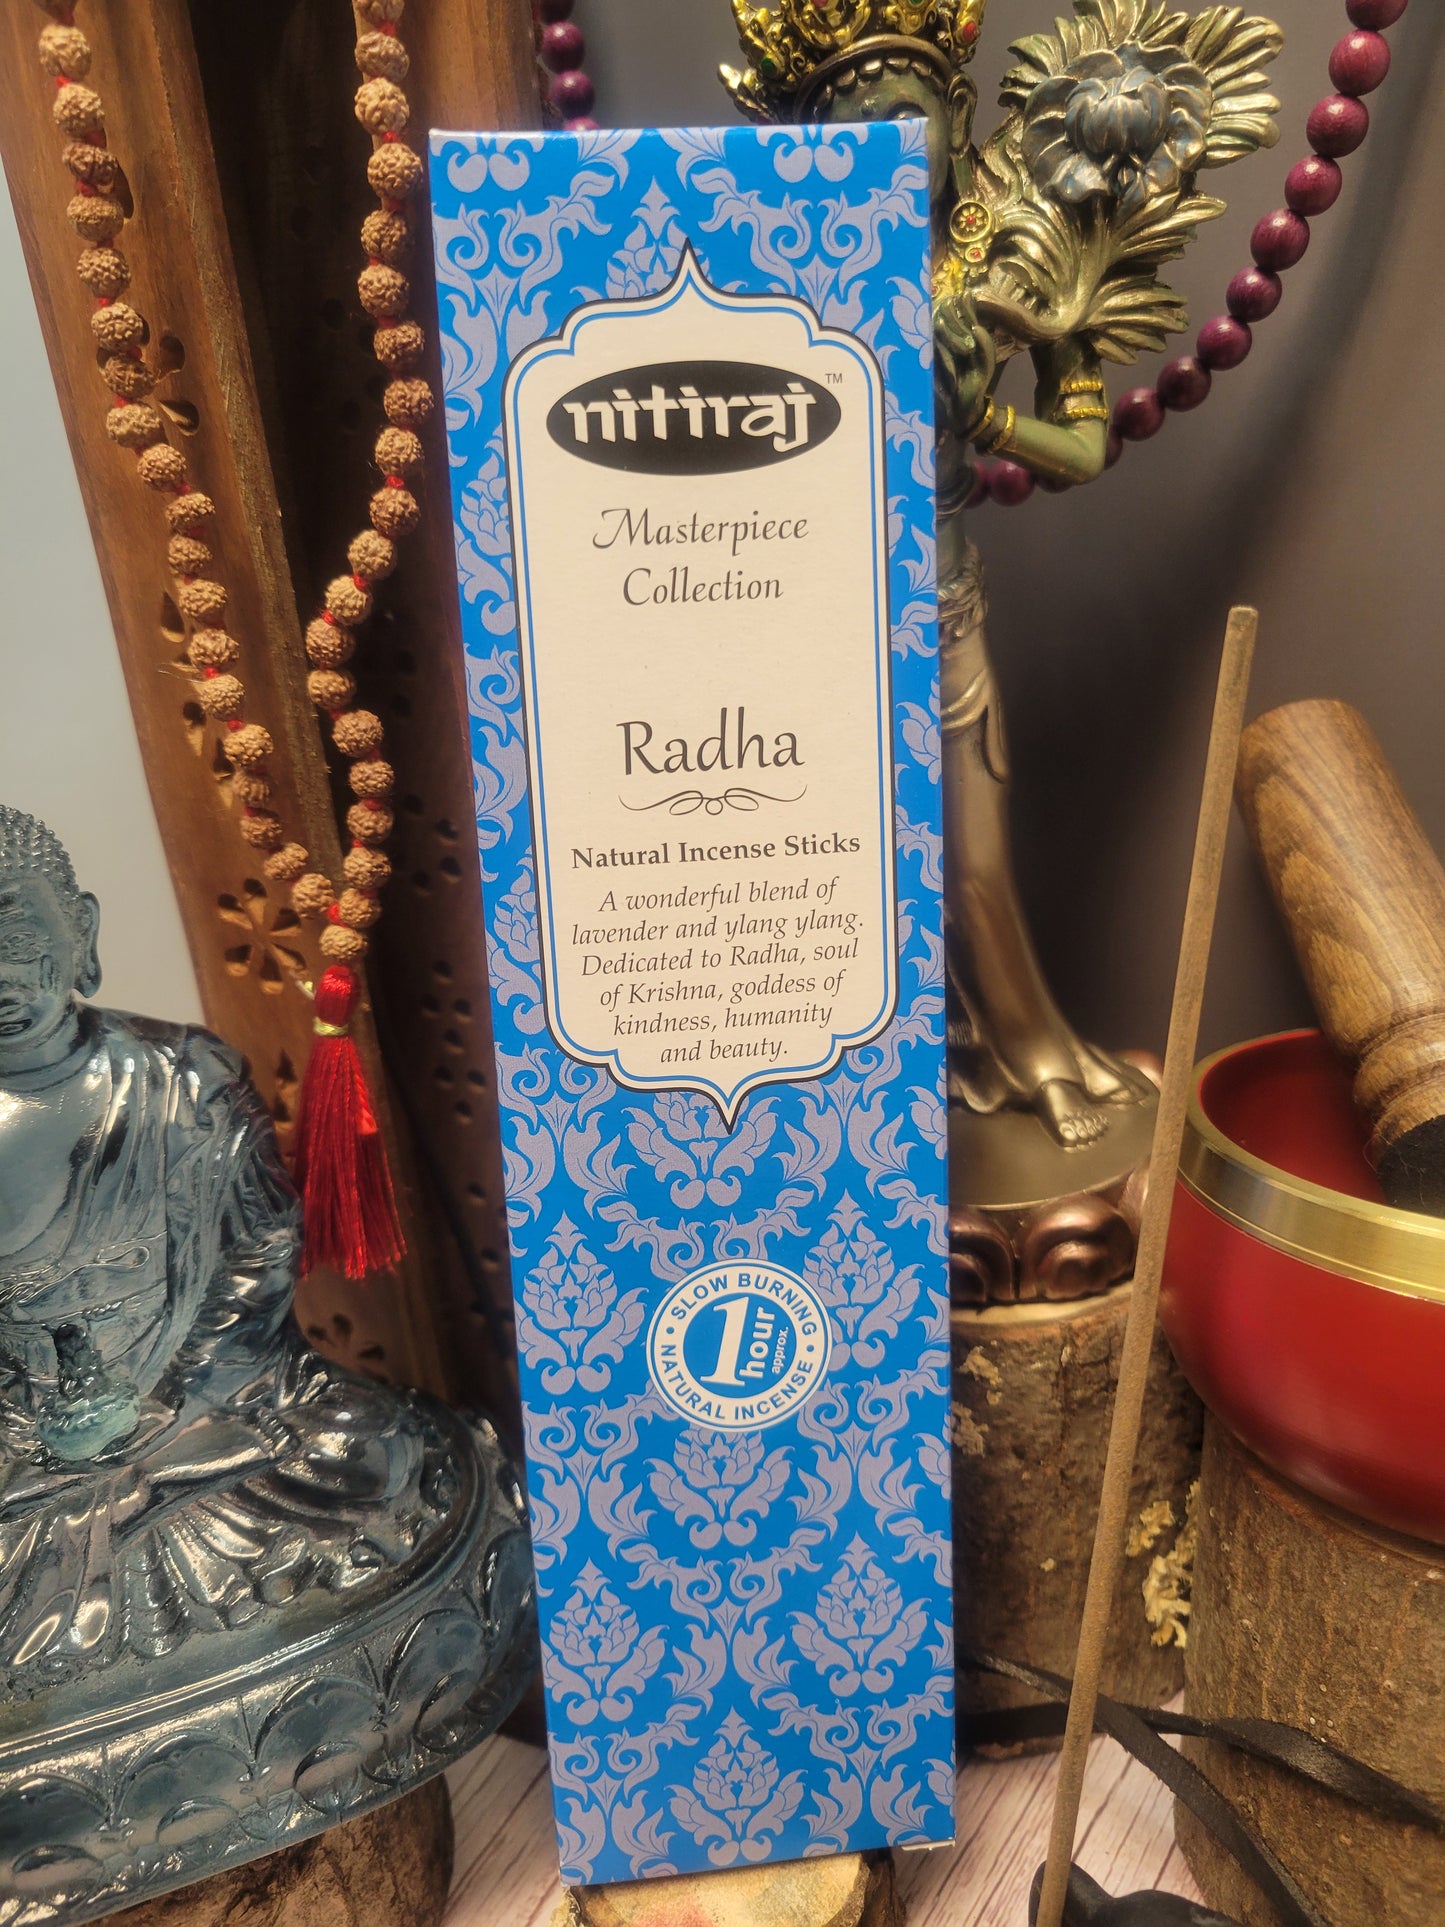 nitiraj TM
Masterpiece
Collection
Radha
Natural Incense Sticks
A wonderful blend of
lavender and ylang ylang.
Dedicated to Radha, soul
of Krishna, goddess of
kindness, humanity
and beauty.
SLOW BURNING
1 hour
approx.
NATURAL INCENSE